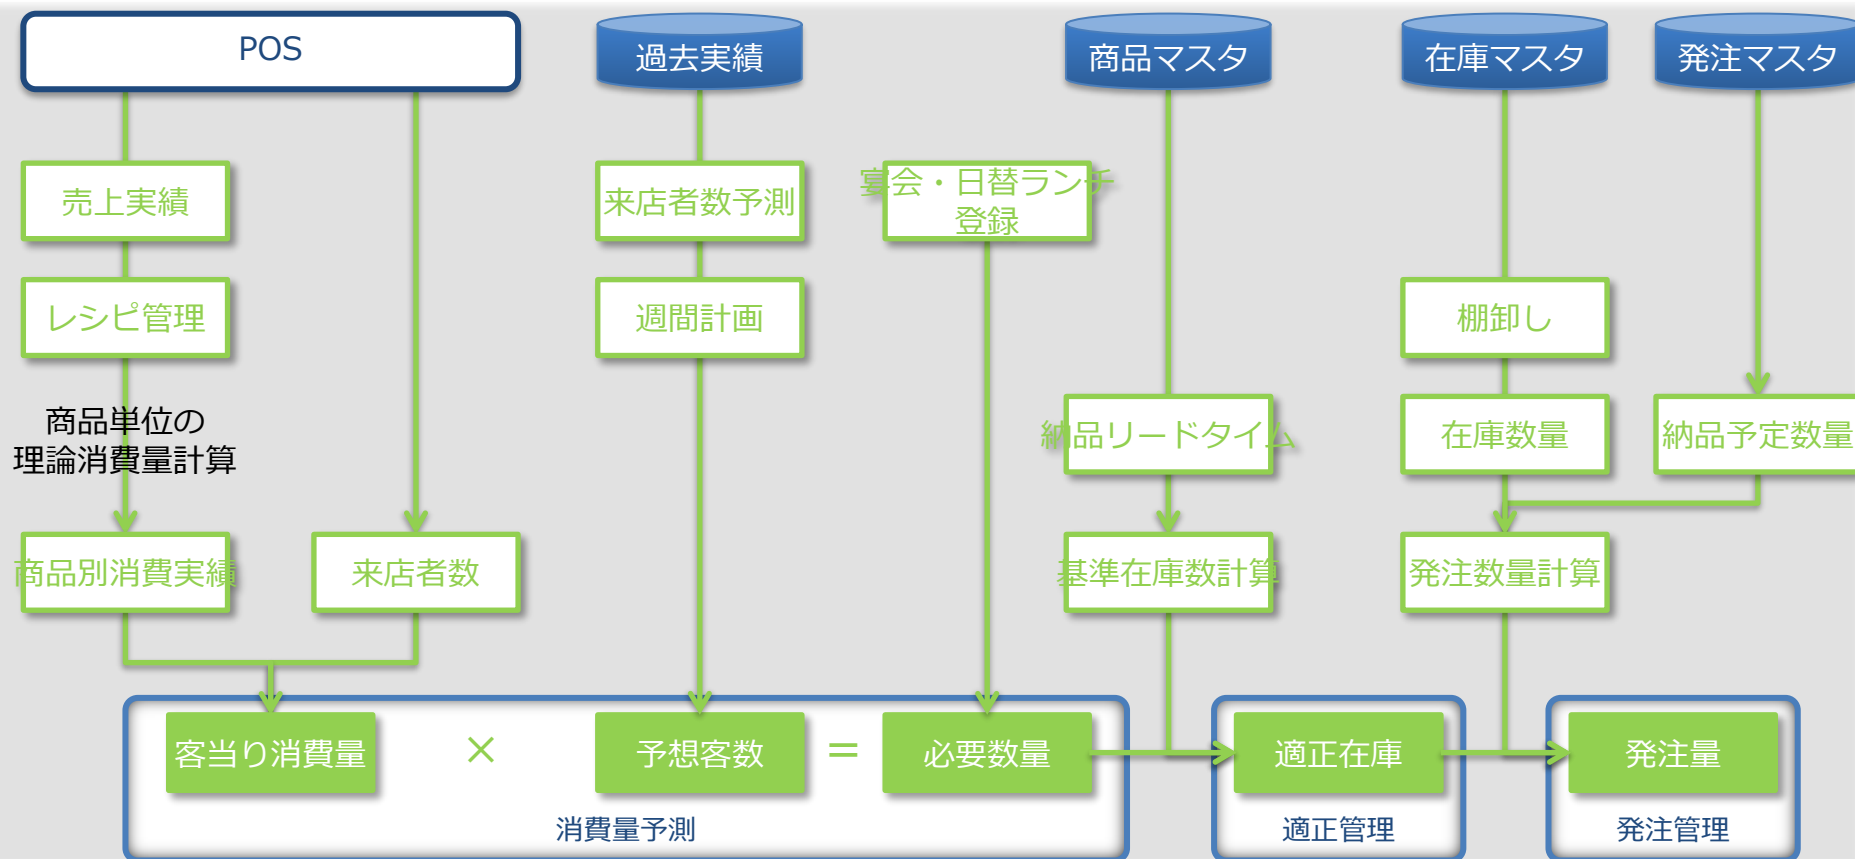 POS
過去実績
商品マスタ
在庫マスタ
発注マスタ
売上実績
来店者数予測
宴会・日替ランチ
登録
レシピ管理
週間計画
棚卸し
商品単位の
理論消費量計算
納品リードタイム
在庫数量
納品予定数量
商品別消費実績
来店者数
基準在庫数計算
発注数量計算
客当り消費量
×
予想客数
=
必要数量
適正在庫
発注量
消費量予測
適正管理
発注管理